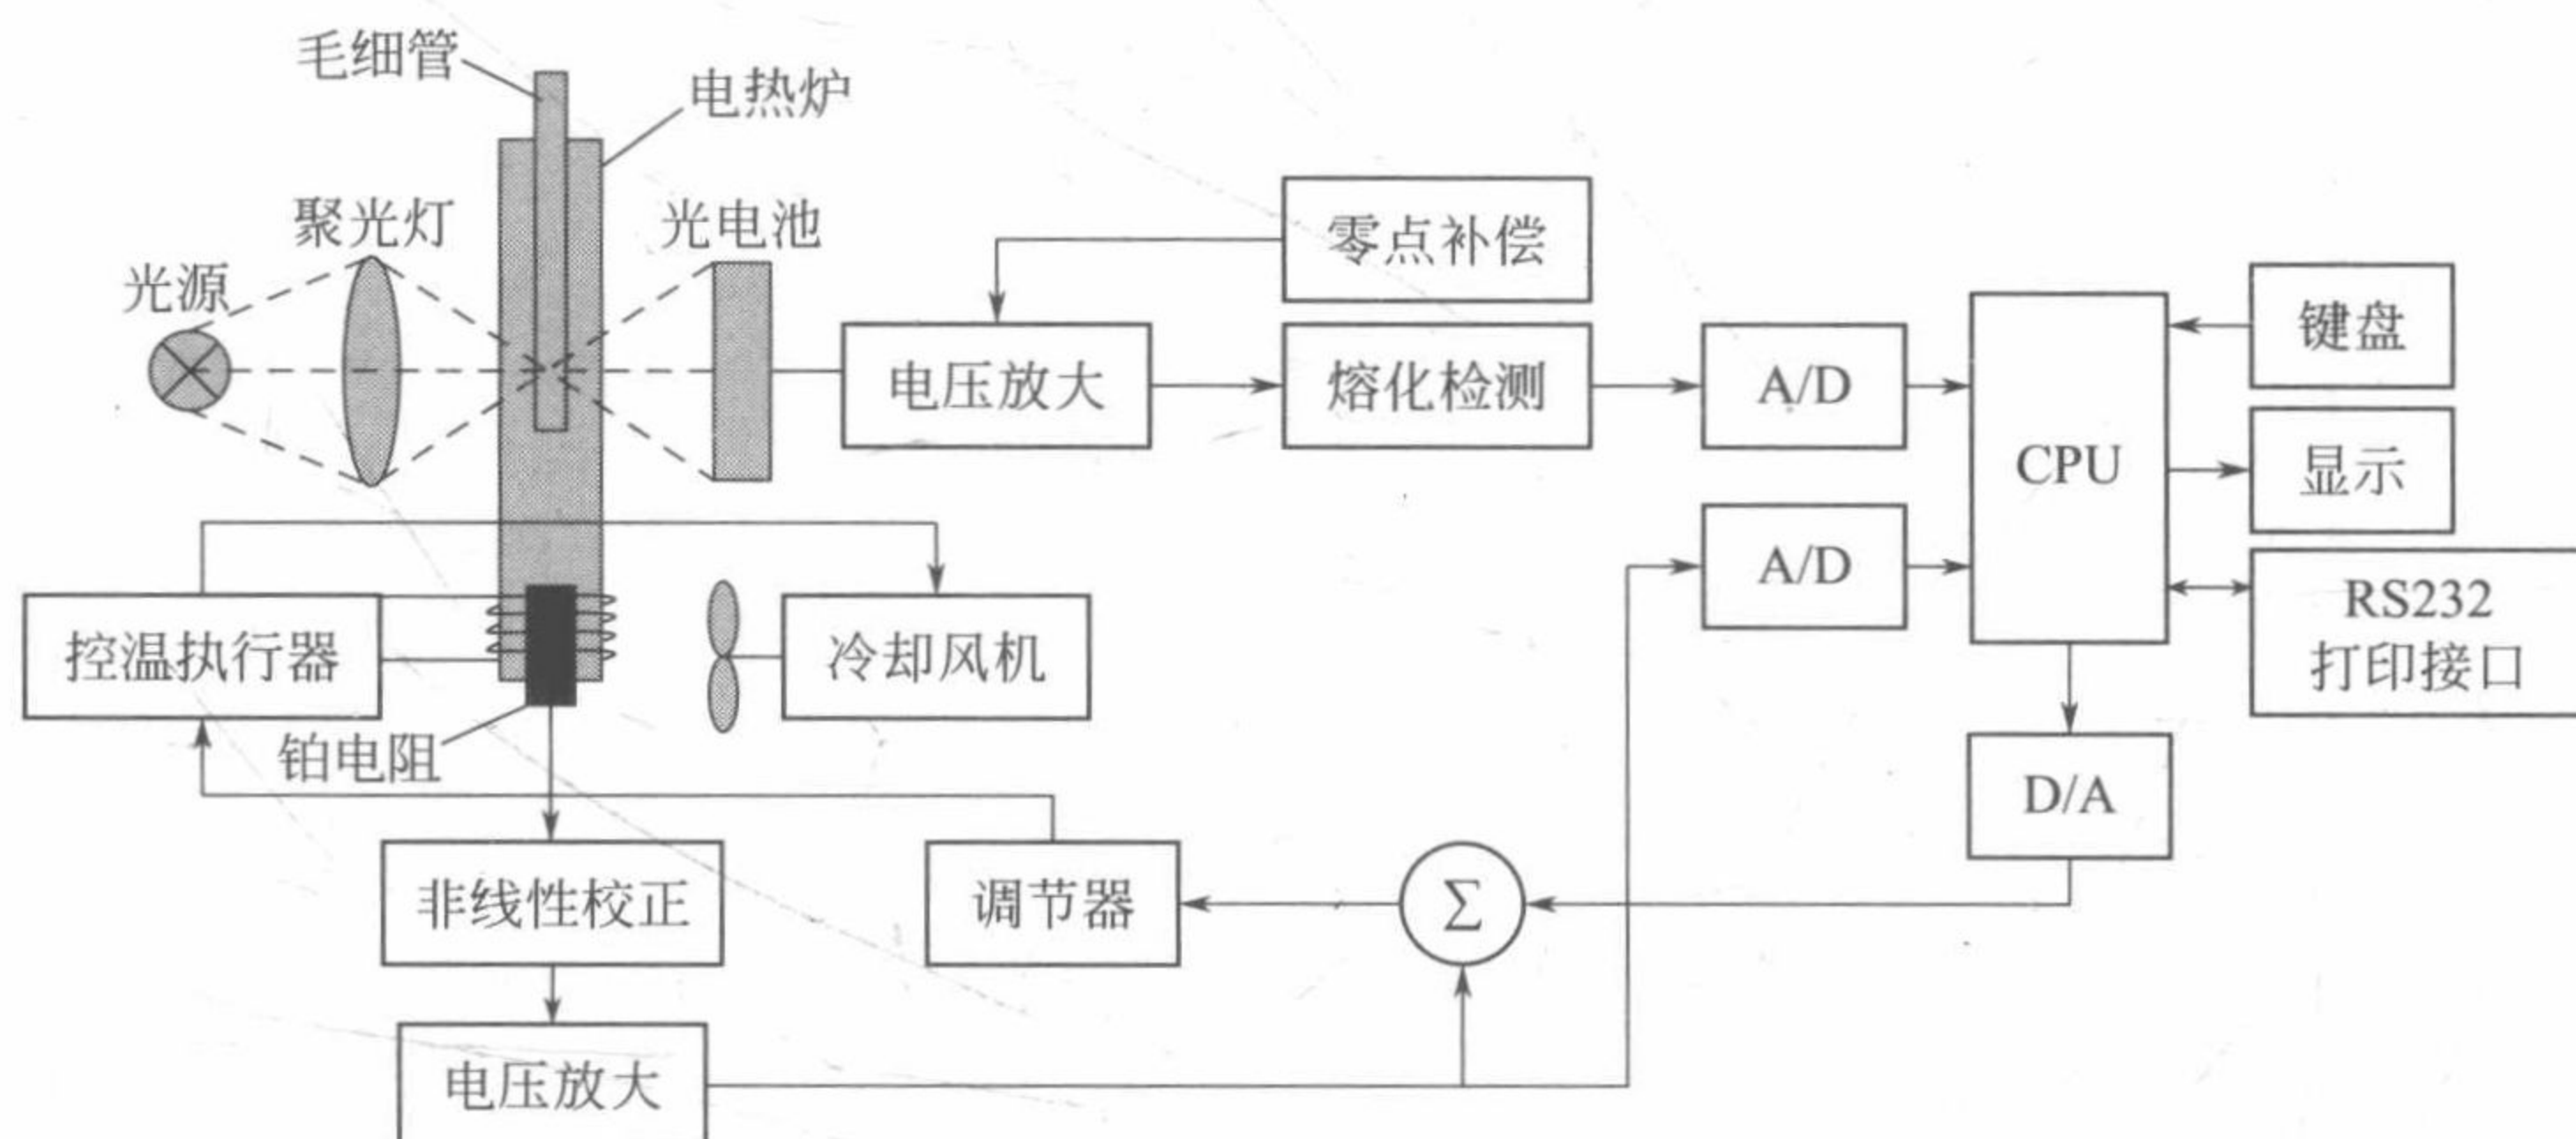 毛细管
电热炉
聚光灯
光电池
光源
零点补偿
电压放大
熔化检测
A/D
CPU
键盘
显示
A/D
RS232
打印接口
控温执行器
冷却风机
铂电阻
D/A
非线性校正
调节器
Σ
电压放大